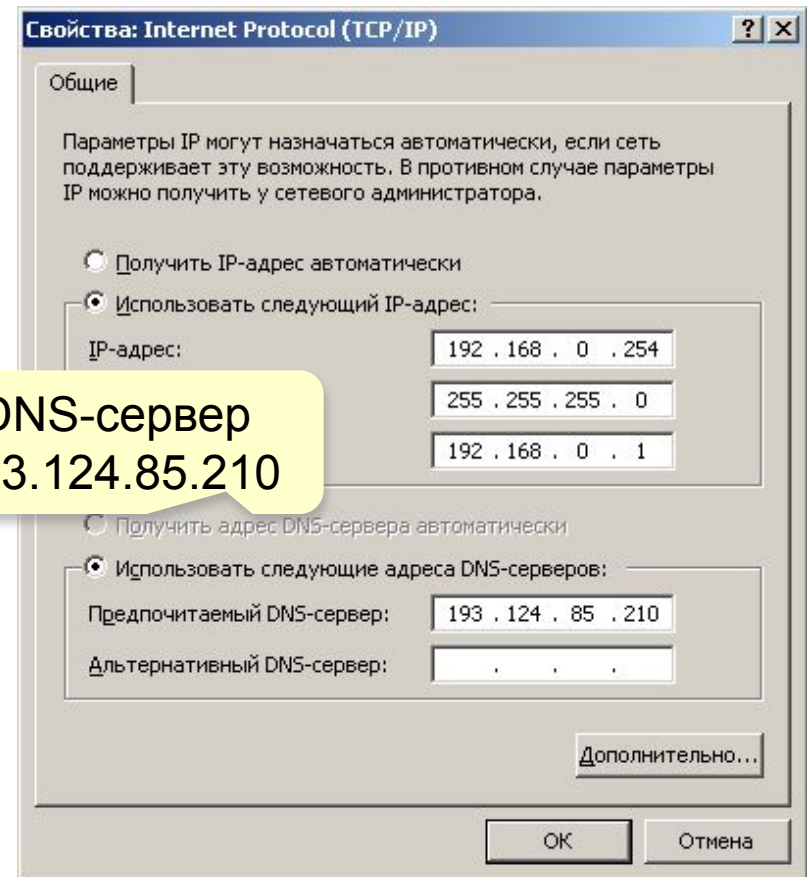 Свойства: Internet Protocol (TCP/IP)
Общие
Параметры IP могут назначаться автоматически, если сеть
поддерживает эту возможность. В противном случае параметры
IP можно получить у сетевого администратора.
Получить IP-адрес автоматически
Использовать следующий IP-адрес:
IP-адрес: 192 . 168 . 0 . 254
255 . 255 . 255 . 0
192 . 168 . 0 . 1
DNS-сервер
3.124.85.210
Получить адрес DNS-сервера автоматически
Использовать следующие адреса DNS-серверов:
Предпочитаемый DNS-сервер: 193 . 124 . 85 . 210
Альтернативный DNS-сервер: . . .
Дополнительно...
ОК Отмена